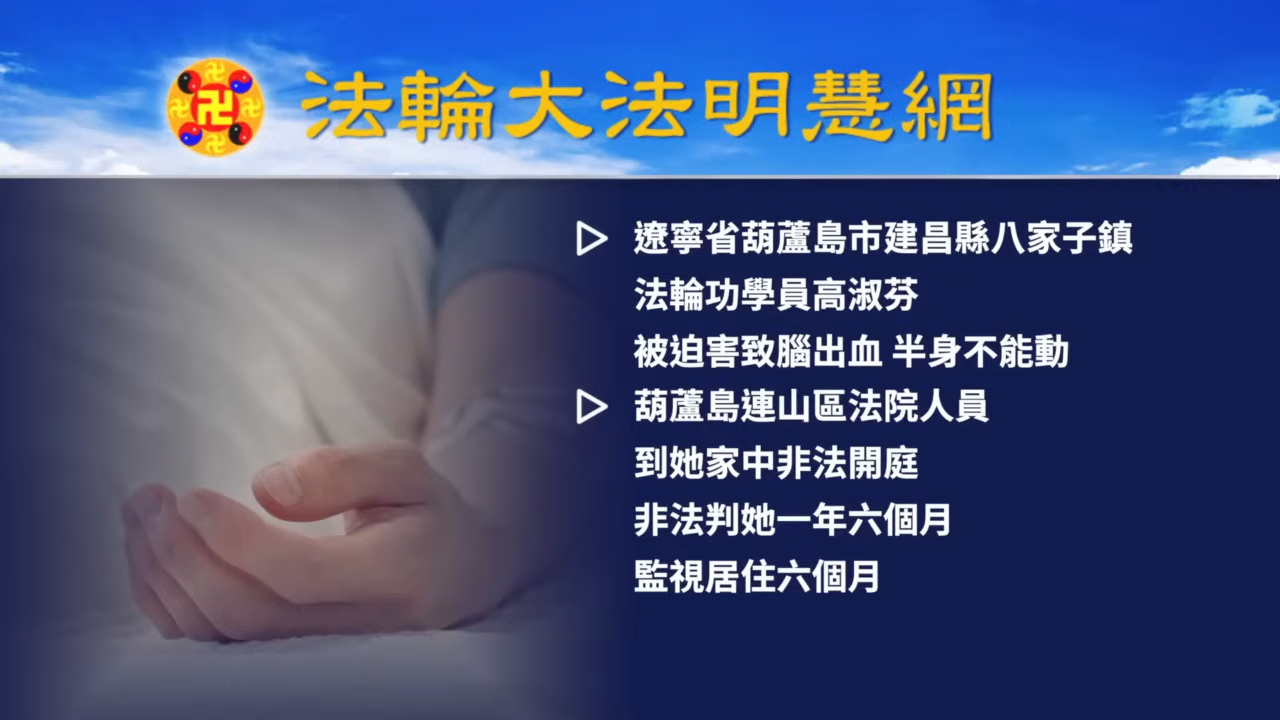 法輪大法明慧網
遼寧省葫蘆島市建昌縣八家子鎮
法輪功學員高淑芬
被迫害致腦出血 半身不能動
葫蘆島連山區法院人員
到她家中非法開庭
非法判她一年六個月
監視居住六個月